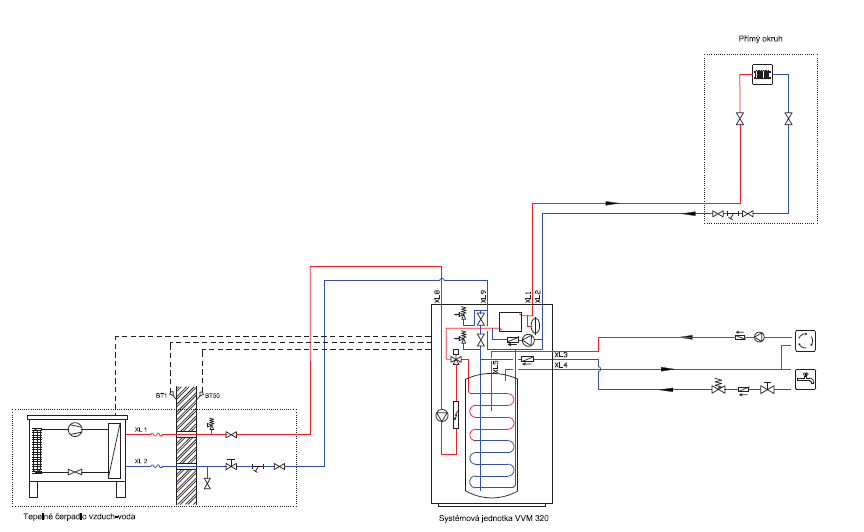 Přímý okruh
XL8
XL9
XL1
XL2
XL3
XL5
XL4
BT1
BT50
XL 1
XL 2
Tepelné čerpadlo vzduch-voda
Systémová jednotka VVM 320